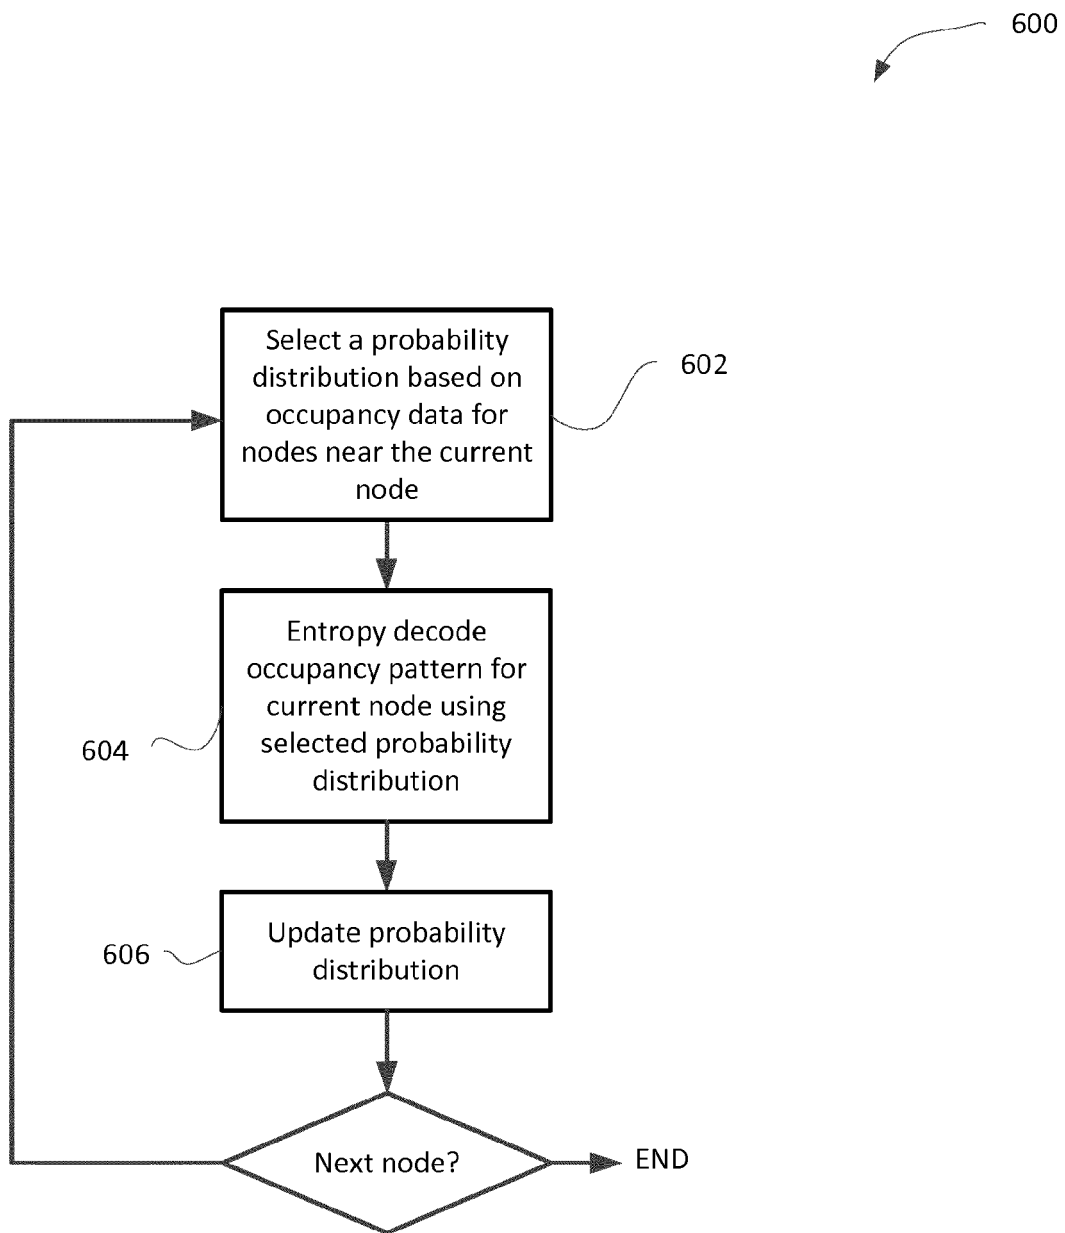 600
Select a probability
distribution based on
occupancy data for
nodes near the current
node
602
Entropy decode
occupancy pattern for
current node using
selected probability
distribution
604
Update probability
distribution
606
Next node?
END